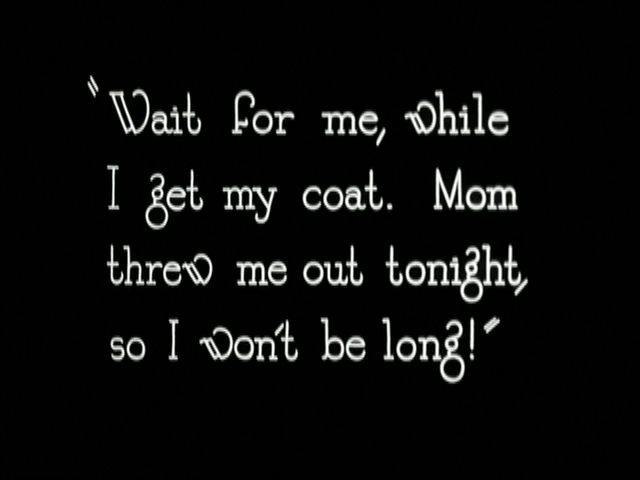 "Wait for me, while
I get my coat. Mom
threw me out tonight,
so I won't be long!"